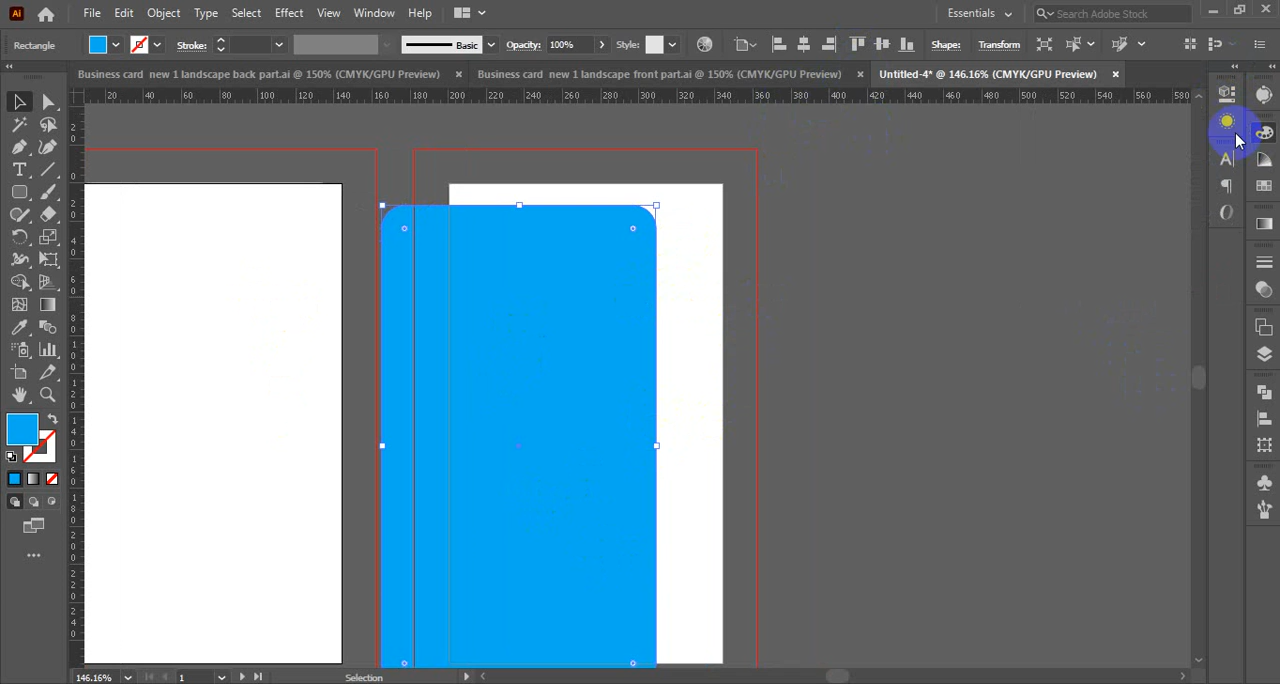 Ai File Edit Object Type Select Effect View Window Help Essentials Search Adobe Stock
Rectangle Stroke: Basic Opacity: 100% Style: Shape: Transform
Business card new 1 landscape back part.ai @ 150% (CMYK/GPU Preview) × Business card new 1 landscape front part.ai @ 150% (CMYK/GPU Preview) × Untitled-4* @ 146.16% (CMYK/GPU Preview) ×
20 40 60 80 100 120 140 160 180 200 220 240 260 280 300 320 340 360 380 400 420 440 460 480 500 520 540 560 580
146.16% 1 Selection